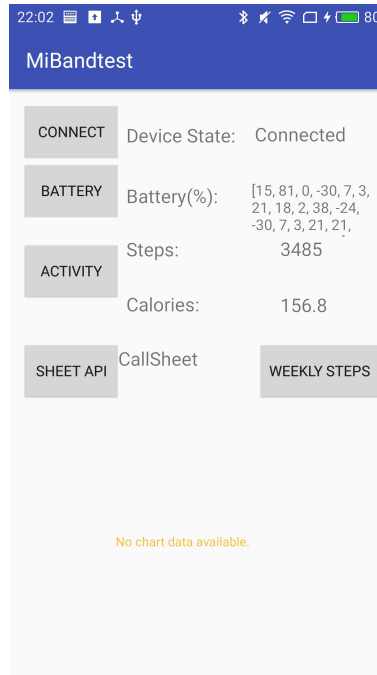 22:02 80
MiBandtest
CONNECT Device State: Connected
BATTERY Battery(%): [15, 81, 0, -30, 7, 3,
21, 18, 2, 38, -24,
-30, 7, 3, 21, 21,
Steps: 3485
ACTIVITY
Calories: 156.8
SHEET API CallSheet WEEKLY STEPS
No chart data available.